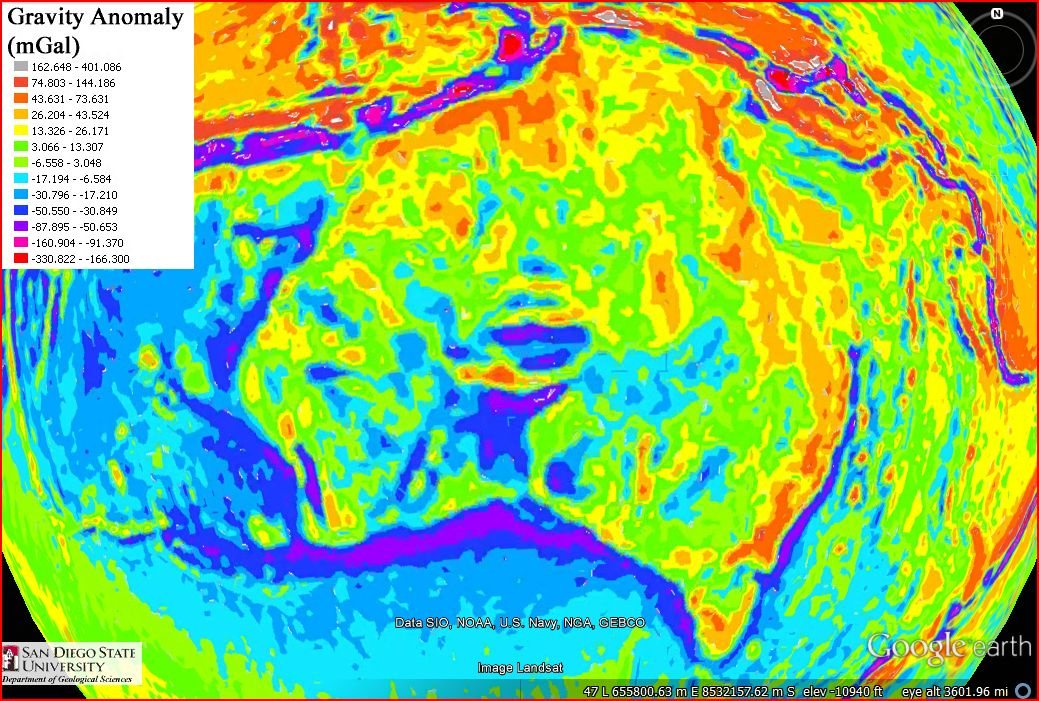 Gravity Anomaly
(mGal)
162.648 - 401.086
74.803 - 144.186
43.631 - 73.631
26.204 - 43.524
13.326 - 26.171
3.066 - 13.307
-6.558 - 3.048
-17.194 - -6.584
-30.796 - -17.210
-50.550 - -30.849
-87.895 - -50.653
-160.904 - -91.370
-330.822 - -166.300
N
Data SIO, NOAA, U.S. Navy, NGA, GEBCO
Google earth
SAN DIEGO STATE
UNIVERSITY
Department of Geological Sciences
Image Landsat
47 L 655800.63 m E 8532157.62 m S elev -10940 ft eye alt 3601.96 mi